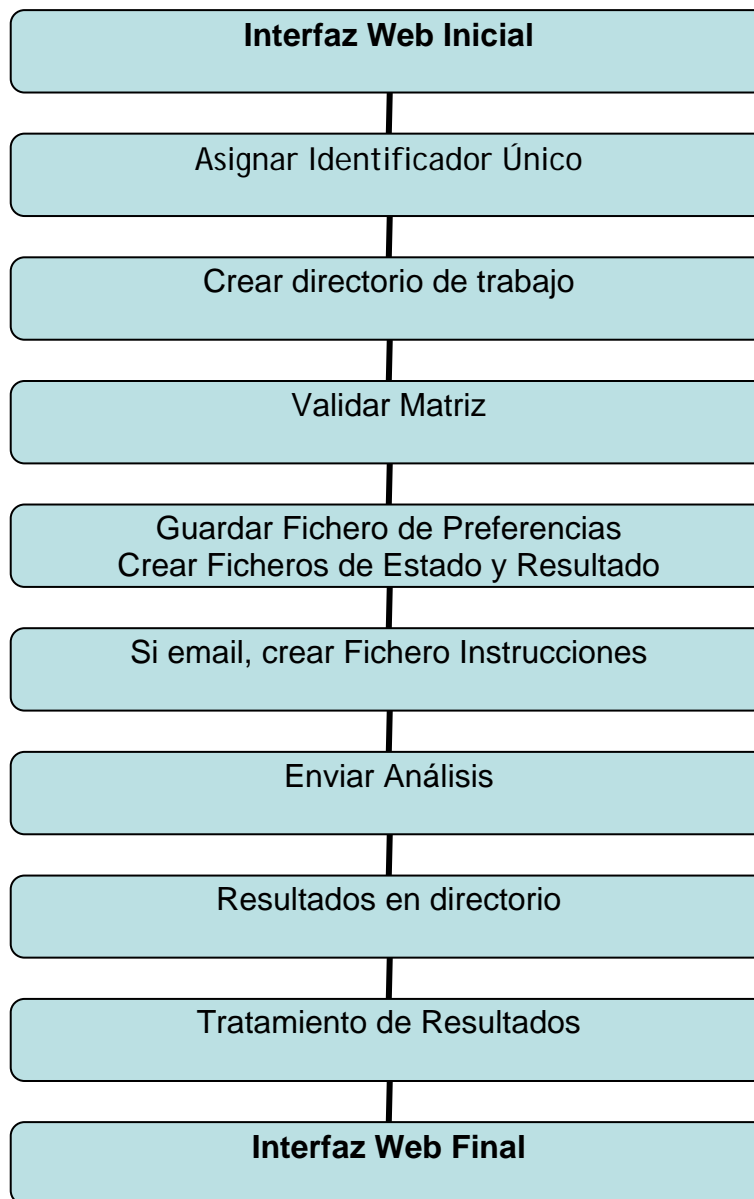 Interfaz Web Inicial
Asignar Identificador Único
Crear directorio de trabajo
Validar Matriz
Guardar Fichero de Preferencias
Crear Ficheros de Estado y Resultado
Si email, crear Fichero Instrucciones
Enviar Análisis
Resultados en directorio
Tratamiento de Resultados
Interfaz Web Final